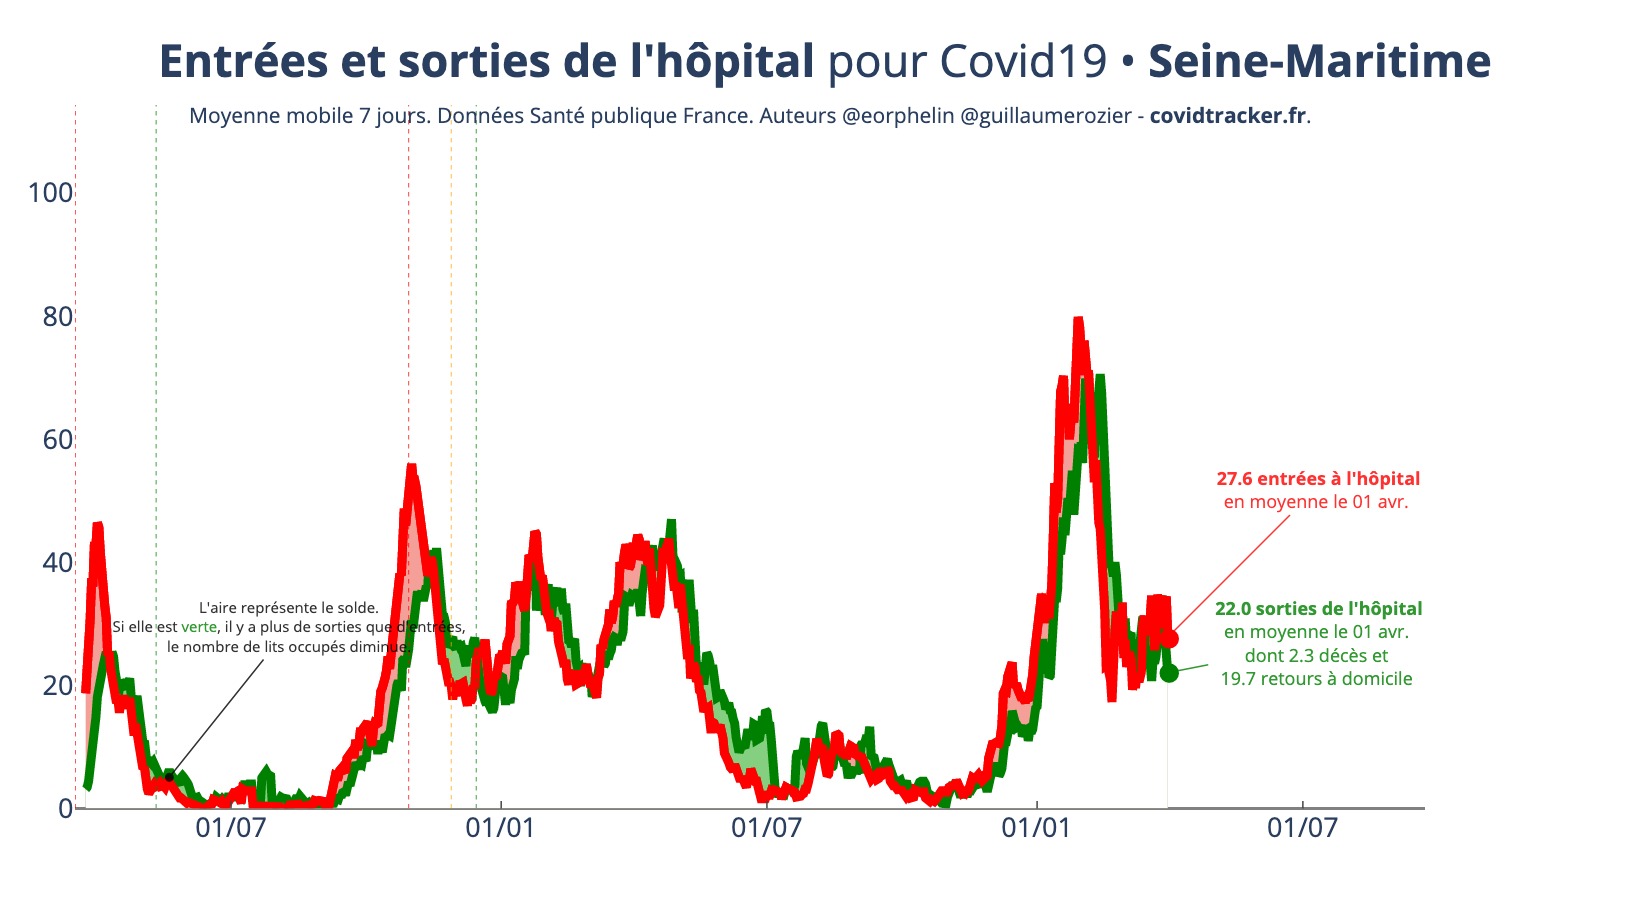 Entrées et sorties de l'hôpital pour Covid19 • Seine-Maritime
Moyenne mobile 7 jours. Données Santé publique France. Auteurs @eorphelin @guillaumerozier - covidtracker.fr.
100
80
60
40
20
0
L'aire représente le solde.
Si elle est verte, il y a plus de sorties que d'entrées,
le nombre de lits occupés diminue.
27.6 entrées à l'hôpital
en moyenne le 01 avr.
22.0 sorties de l'hôpital
en moyenne le 01 avr.
dont 2.3 décès et
19.7 retours à domicile
01/07
01/01
01/07
01/01
01/07